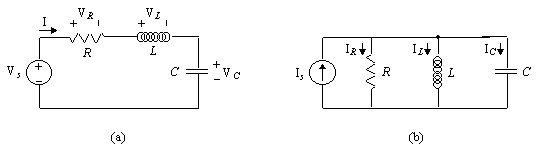 I V_R V_L
+ - + -
R L
V_s + - C + - V_C
(a)
I_s I_R R I_L L I_C C
(b)